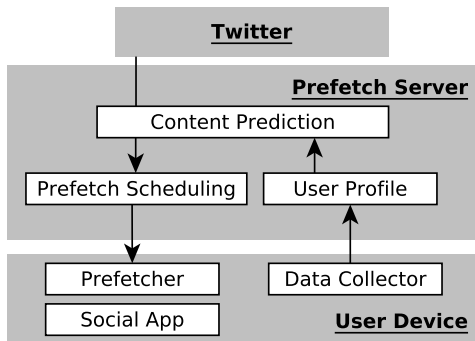 Twitter
Prefetch Server
Content Prediction
Prefetch Scheduling
User Profile
Prefetcher
Data Collector
Social App
User Device